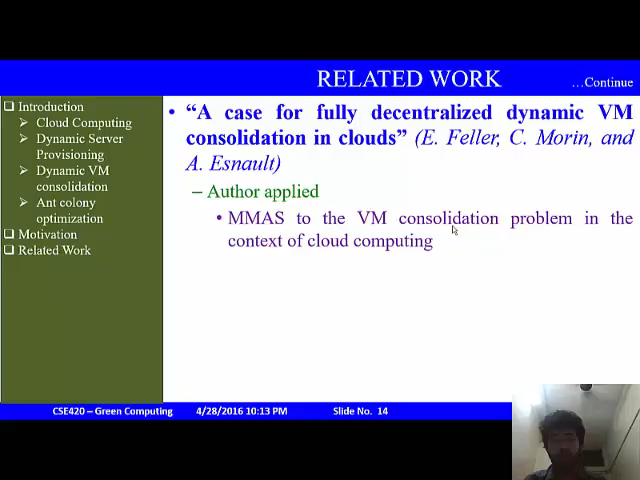 RELATED WORK
…Continue
❑ Introduction
➢ Cloud Computing
➢ Dynamic Server
Provisioning
➢ Dynamic VM
consolidation
➢ Ant colony
optimization
❑ Motivation
❑ Related Work
• “A case for fully decentralized dynamic VM
consolidation in clouds” (E. Feller, C. Morin, and
A. Esnault)
– Author applied
• MMAS to the VM consolidation problem in the
context of cloud computing
CSE420 – Green Computing 4/28/2016 10:13 PM Slide No. 14